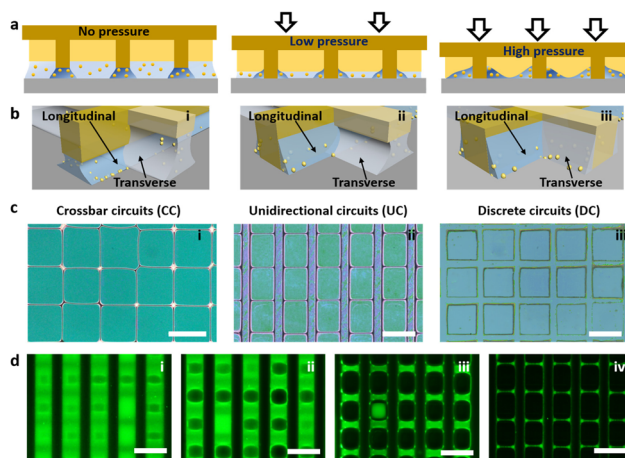 a
No pressure
Low pressure
High pressure
b
Longitudinal
i
Transverse
Longitudinal
ii
Transverse
Longitudinal
iii
Transverse
c
Crossbar circuits (CC)
Unidirectional circuits (UC)
Discrete circuits (DC)
i
ii
iii
d
i
ii
iii
iv